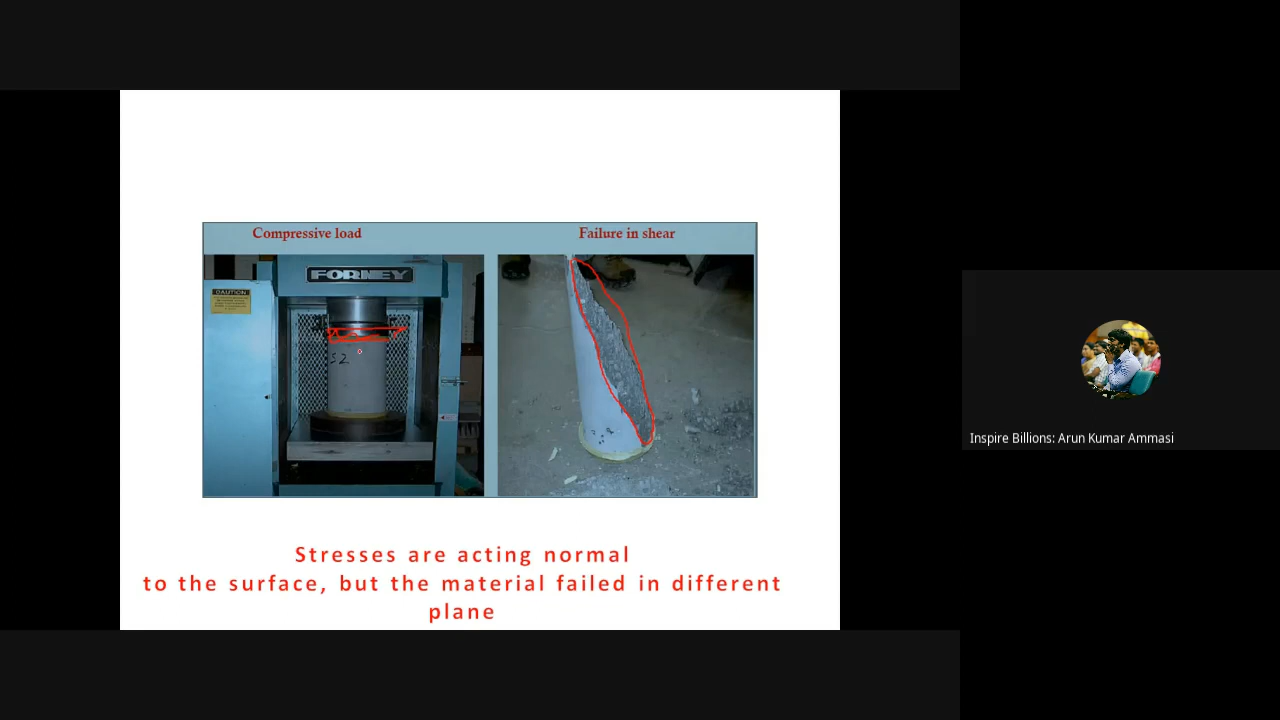 Compressive load
Failure in shear
FORNEY
CAUTION
S2
Stresses are acting normal
to the surface, but the material failed in different
plane
Inspire Billions: Arun Kumar Ammasi